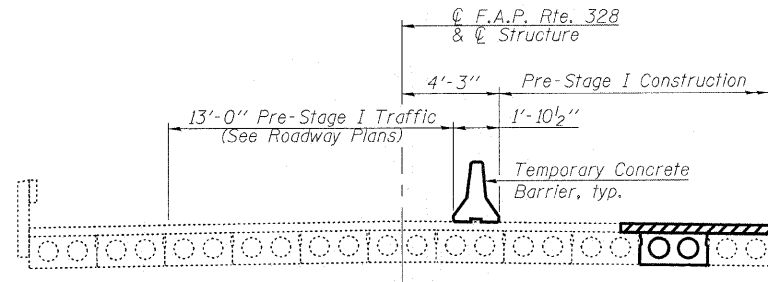 ℄ F.A.P. Rte. 328
& ℄ Structure
4'-3"
Pre-Stage I Construction
13'-0" Pre-Stage I Traffic
(See Roadway Plans)
1'-10½"
Temporary Concrete
Barrier, typ.